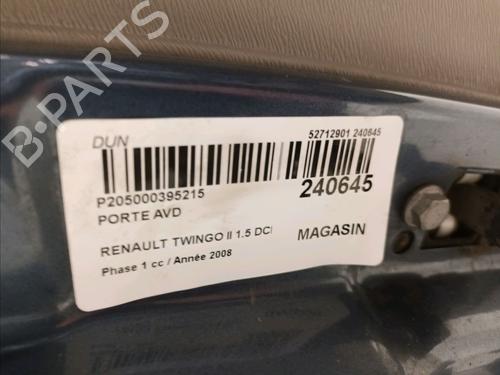 DUN
52712901 240645
P205000395215
240645
PORTE AVD
MAGASIN
RENAULT TWINGO II 1.5 DCI
Phase 1 cc / Année 2008
B-PARTS